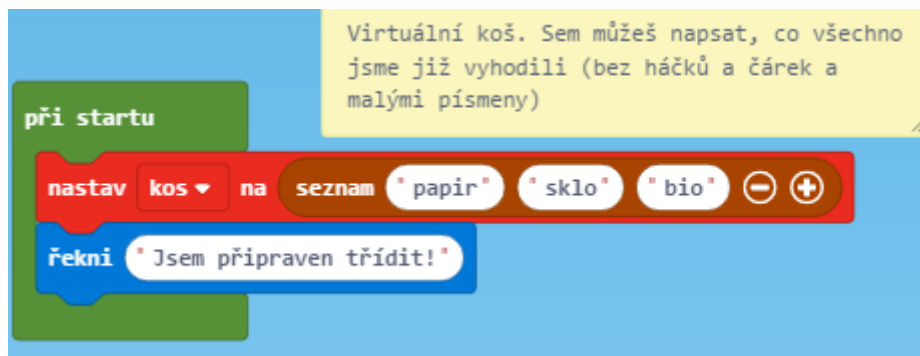 Virtuální koš. Sem můžeš napsat, co všechno
jsme již vyhodili (bez háčků a čárek a
malými písmeny)
při startu
nastav kos na seznam "papir" "sklo" "bio"
řekni "Jsem připraven třídit!"